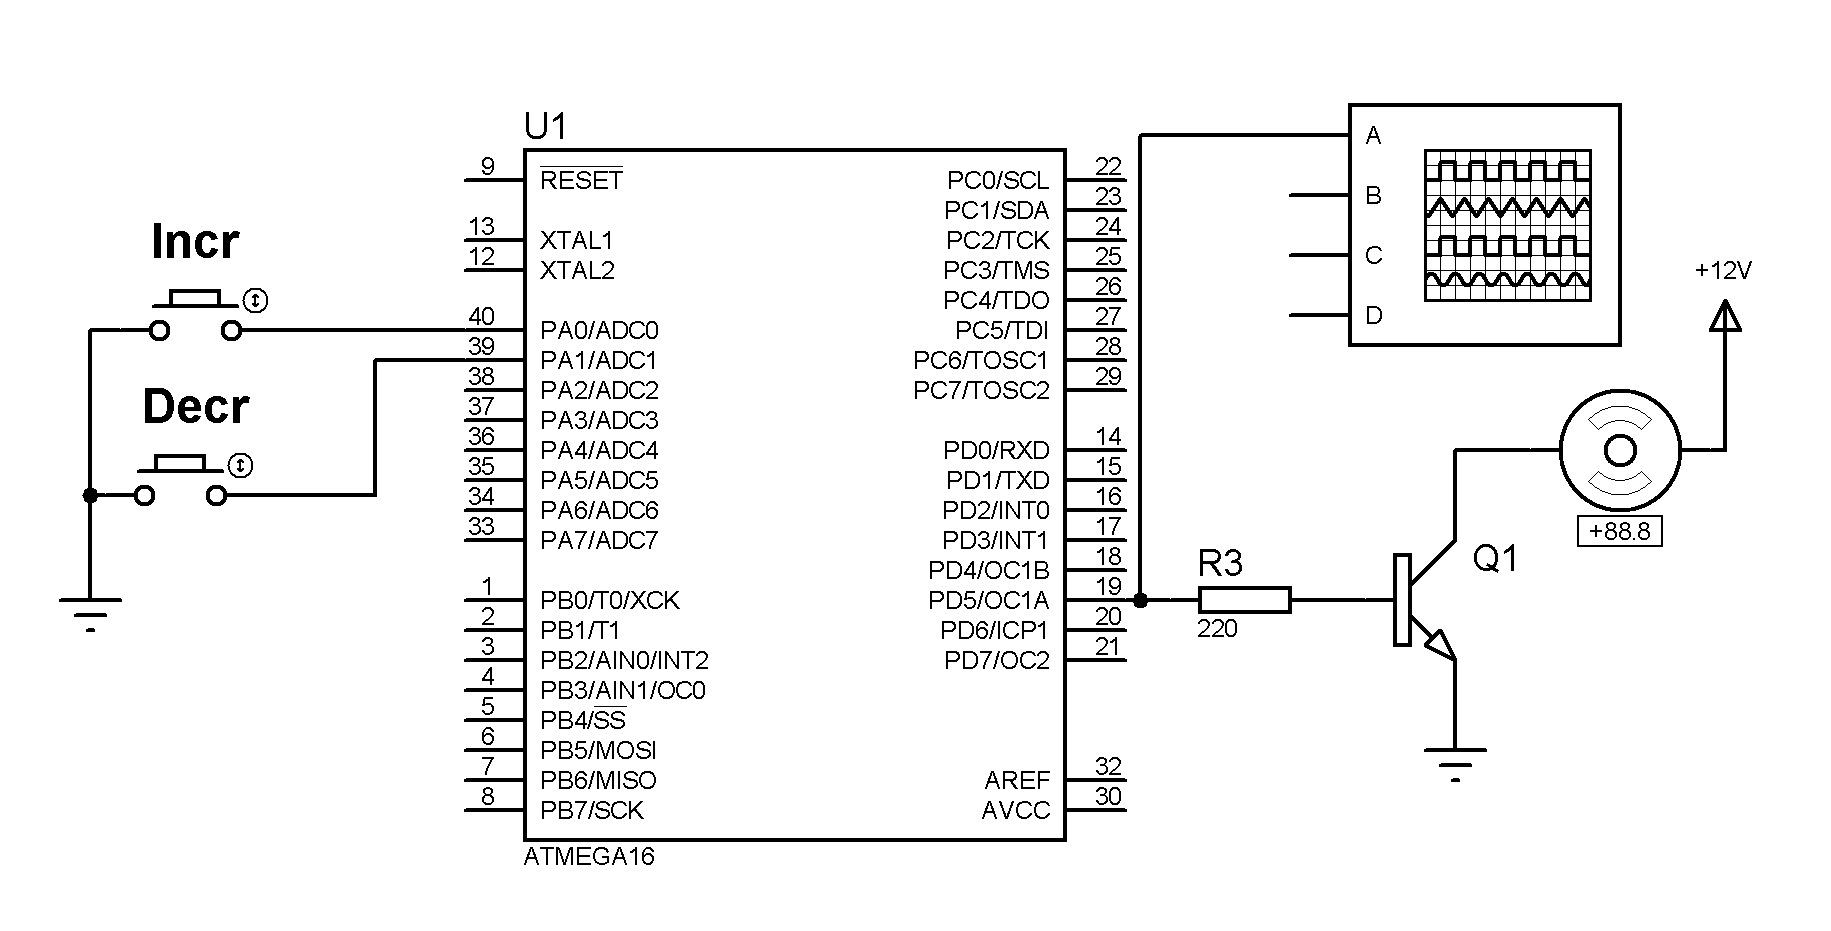 U1
9 RESET
13 XTAL1
12 XTAL2
40 PA0/ADC0
39 PA1/ADC1
38 PA2/ADC2
37 PA3/ADC3
36 PA4/ADC4
35 PA5/ADC5
34 PA6/ADC6
33 PA7/ADC7
1 PB0/T0/XCK
2 PB1/T1
3 PB2/AIN0/INT2
4 PB3/AIN1/OC0
5 PB4/SS
6 PB5/MOSI
7 PB6/MISO
8 PB7/SCK
PC0/SCL 22
PC1/SDA 23
PC2/TCK 24
PC3/TMS 25
PC4/TDO 26
PC5/TDI 27
PC6/TOSC1 28
PC7/TOSC2 29
PD0/RXD 14
PD1/TXD 15
PD2/INT0 16
PD3/INT1 17
PD4/OC1B 18
PD5/OC1A 19
PD6/ICP1 20
PD7/OC2 21
AREF 32
AVCC 30
ATMEGA16
Incr
Decr
A
B
C
D
+12V
+88.8
Q1
R3
220